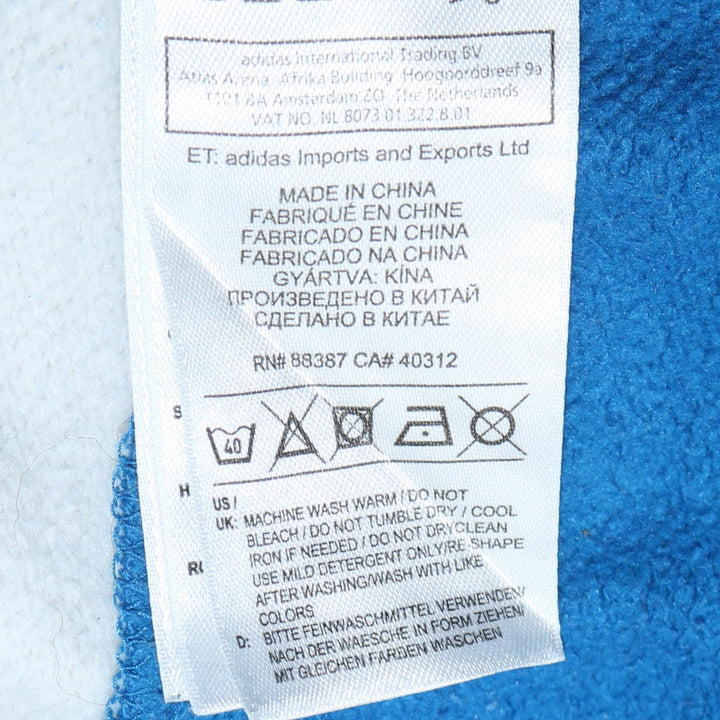 adidas International Trading BV
Atlas Arena, Afrika Building, Hoogoorddreef 9a
1101 BA Amsterdam ZO, The Netherlands
VAT NO: NL 8073.01.322.B.01
ET: adidas Imports and Exports Ltd
MADE IN CHINA
FABRIQUÉ EN CHINE
FABRICADO EN CHINA
FABRICADO NA CHINA
GYÁRTVA: KÍNA
ПРОИЗВЕДЕНО В КИТАЙ
СДЕЛАНО В КИТАЕ
RN# 88387 CA# 40312
S
40
H
US /
UK: MACHINE WASH WARM / DO NOT
BLEACH / DO NOT TUMBLE DRY / COOL
IRON IF NEEDED / DO NOT DRYCLEAN
RO
USE MILD DETERGENT ONLY/RE-SHAPE
AFTER WASHING/WASH WITH LIKE
COLORS
D: BITTE FEINWASCHMITTEL VERWENDEN/
NACH DER WAESCHE IN FORM ZIEHEN/
MIT GLEICHEN FARBEN WASCHEN